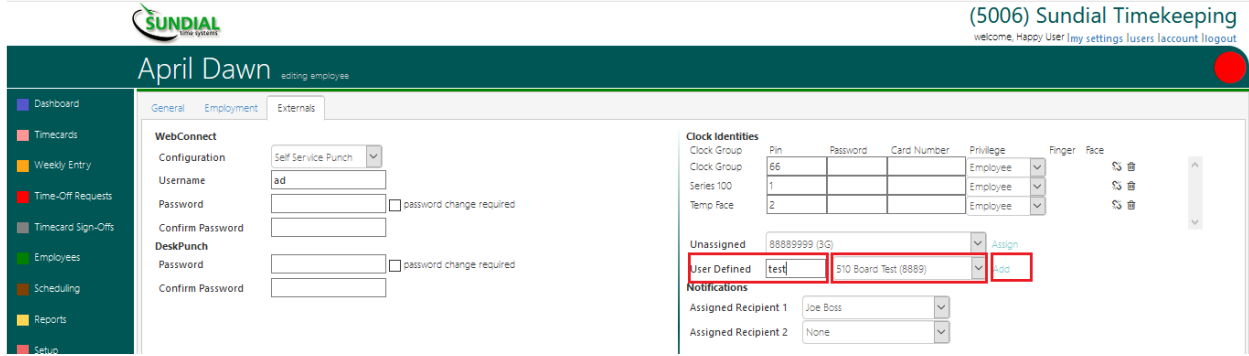 SUNDIAL
time systems
(5006) Sundial Timekeeping
welcome, Happy User |my settings |users |account |logout
April Dawn editing employee
Dashboard
Timecards
Weekly Entry
Time-Off Requests
Timecard Sign-Offs
Employees
Scheduling
Reports
Setup
General Employment Externals
WebConnect
Configuration Self Service Punch
Username ad
Password password change required
Confirm Password
DeskPunch
Password password change required
Confirm Password
Clock Identities
Clock Group Pin Password Card Number Privilege Finger Face
Clock Group 66 Employee
Series 100 1 Employee
Temp Face 2 Employee
Unassigned 88889999 (3G) Assign
User Defined test 510 Board Test (8889) Add
Notifications
Assigned Recipient 1 Joe Boss
Assigned Recipient 2 None